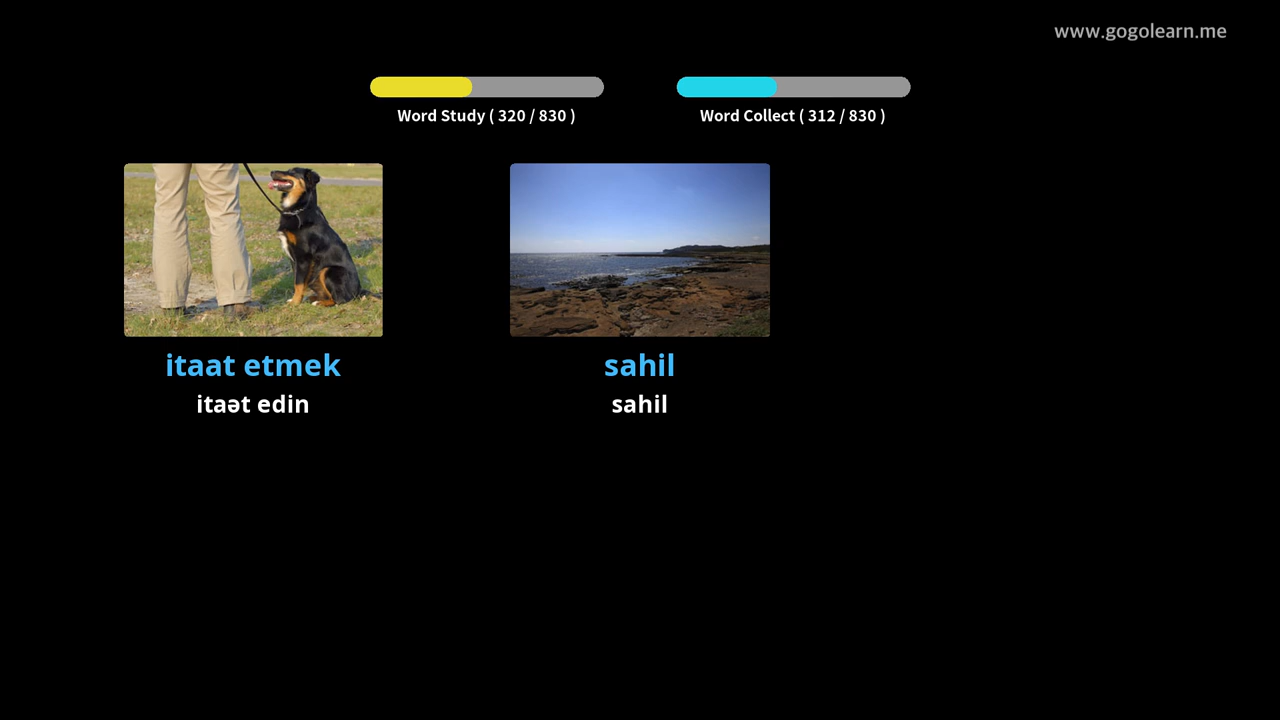 www.gogolearn.me
Word Study ( 320 / 830 )
Word Collect ( 312 / 830 )
itaat etmek
itaət edin
sahil
sahil